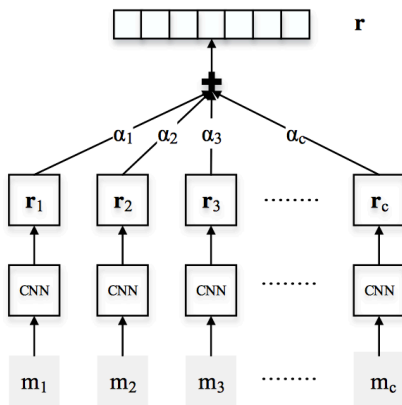 r
α1 α2 α3 αc
r1 r2 r3 ........ rc
CNN CNN CNN ........ CNN
m1 m2 m3 ........ mc